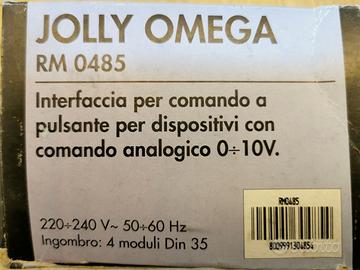 JOLLY OMEGA
RM 0485
Interfaccia per comando a
pulsante per dispositivi con
comando analogico 0÷10V.
220÷240 V~ 50÷60 Hz
Ingombro: 4 moduli Din 35
RM0485
8009991304854